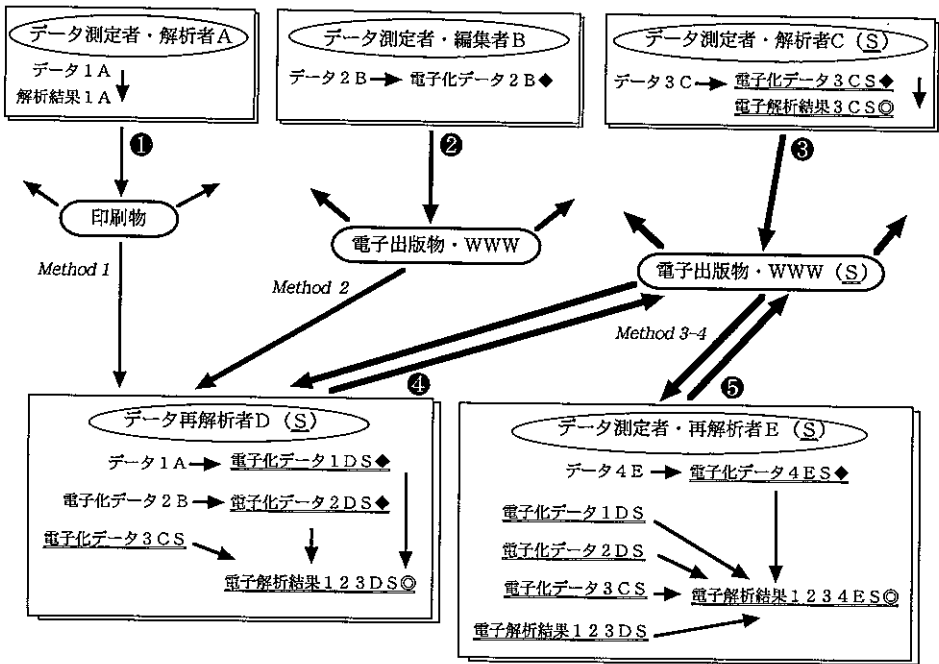 データ測定者・解析者A
データ1A
解析結果1A
データ測定者・編集者B
データ2B 電子化データ2B◆
データ測定者・解析者C (S)
データ3C 電子化データ3CS◆
電子解析結果3CS◎
❶
❷
❸
印刷物
電子出版物・WWW
電子出版物・WWW (S)
Method 1
Method 2
Method 3-4
❹
❺
データ再解析者D (S)
データ1A 電子化データ1DS◆
電子化データ2B 電子化データ2DS◆
電子化データ3CS
電子解析結果123DS◎
データ測定者・再解析者E (S)
データ4E 電子化データ4ES◆
電子化データ1DS
電子化データ2DS
電子化データ3CS 電子解析結果1234ES◎
電子解析結果123DS